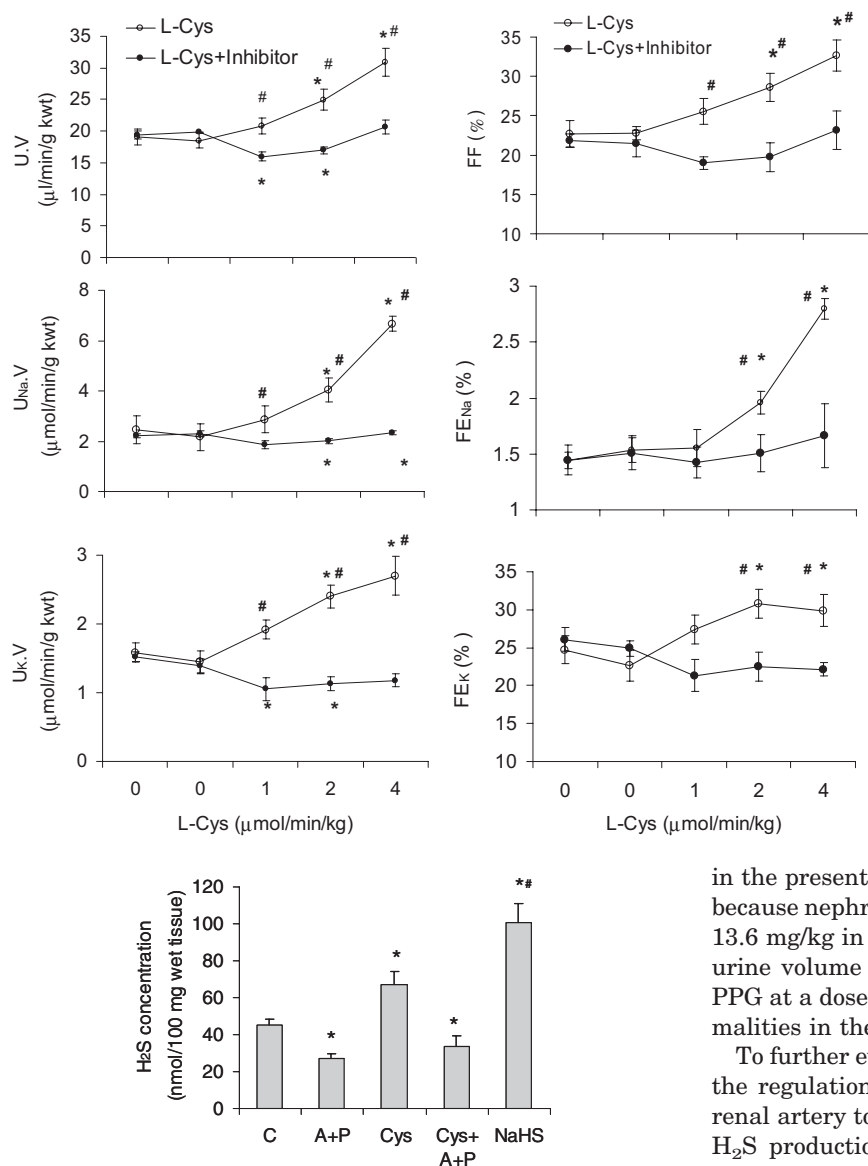 L-Cys
L-Cys+Inhibitor
U.V
(μl/min/g kwt)
35
30
25
20
15
10
5
0
# # *#
* * *
L-Cys
L-Cys+Inhibitor
FF (%)
35
30
25
20
15
10
# *# *#
UNa.V
(μmol/min/g kwt)
8
6
4
2
0
# *# *#
* *
FENa (%)
3
2.5
2
1.5
1
# * # *
UK.V
(μmol/min/g kwt)
3
2
1
0
# *# *#
* *
0 0 1 2 4
L-Cys (μmol/min/kg)
FEK (%)
35
30
25
20
15
10
# * # *
0 0 1 2 4
L-Cys (μmol/min/kg)
H2S concentration
(nmol/100 mg wet tissue)
120
100
80
60
40
20
0
* * * *#
C A+P Cys Cys+ A+P NaHS
in the present
because nephr
13.6 mg/kg in
urine volume
PPG at a dose
malities in the
To further e
the regulation
renal artery to
H2S productio